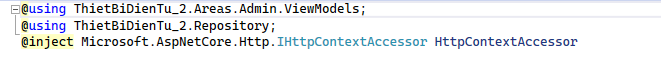 @using ThietBiDienTu_2.Areas.Admin.ViewModels;
@using ThietBiDienTu_2.Repository;
@inject Microsoft.AspNetCore.Http.IHttpContextAccessor HttpContextAccessor